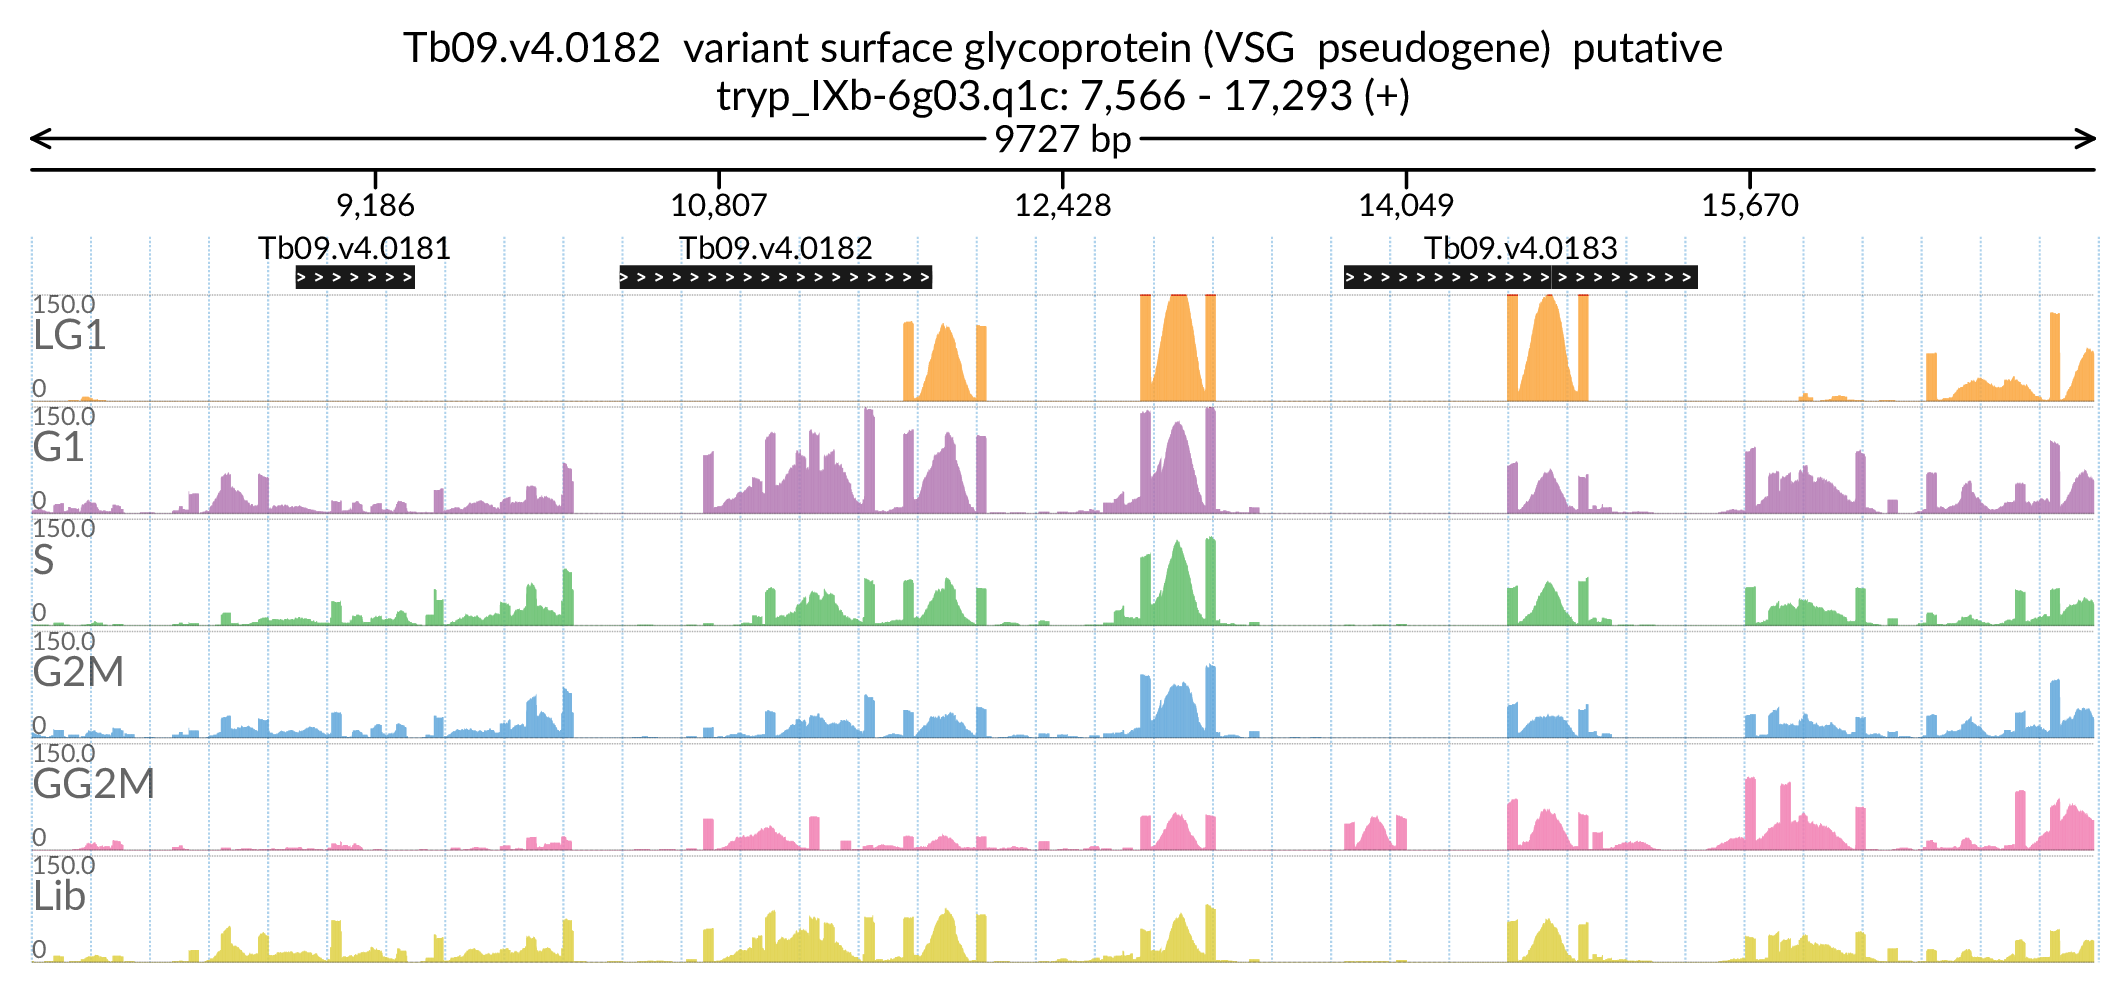 Tb09.v4.0182 variant surface glycoprotein (VSG pseudogene) putative
tryp_IXb-6g03.q1c: 7,566 - 17,293 (+)
9727 bp
9,186 10,807 12,428 14,049 15,670
Tb09.v4.0181 Tb09.v4.0182 Tb09.v4.0183
150.0
LG1
0
150.0
G1
0
150.0
S
0
150.0
G2M
0
150.0
GG2M
0
150.0
Lib
0